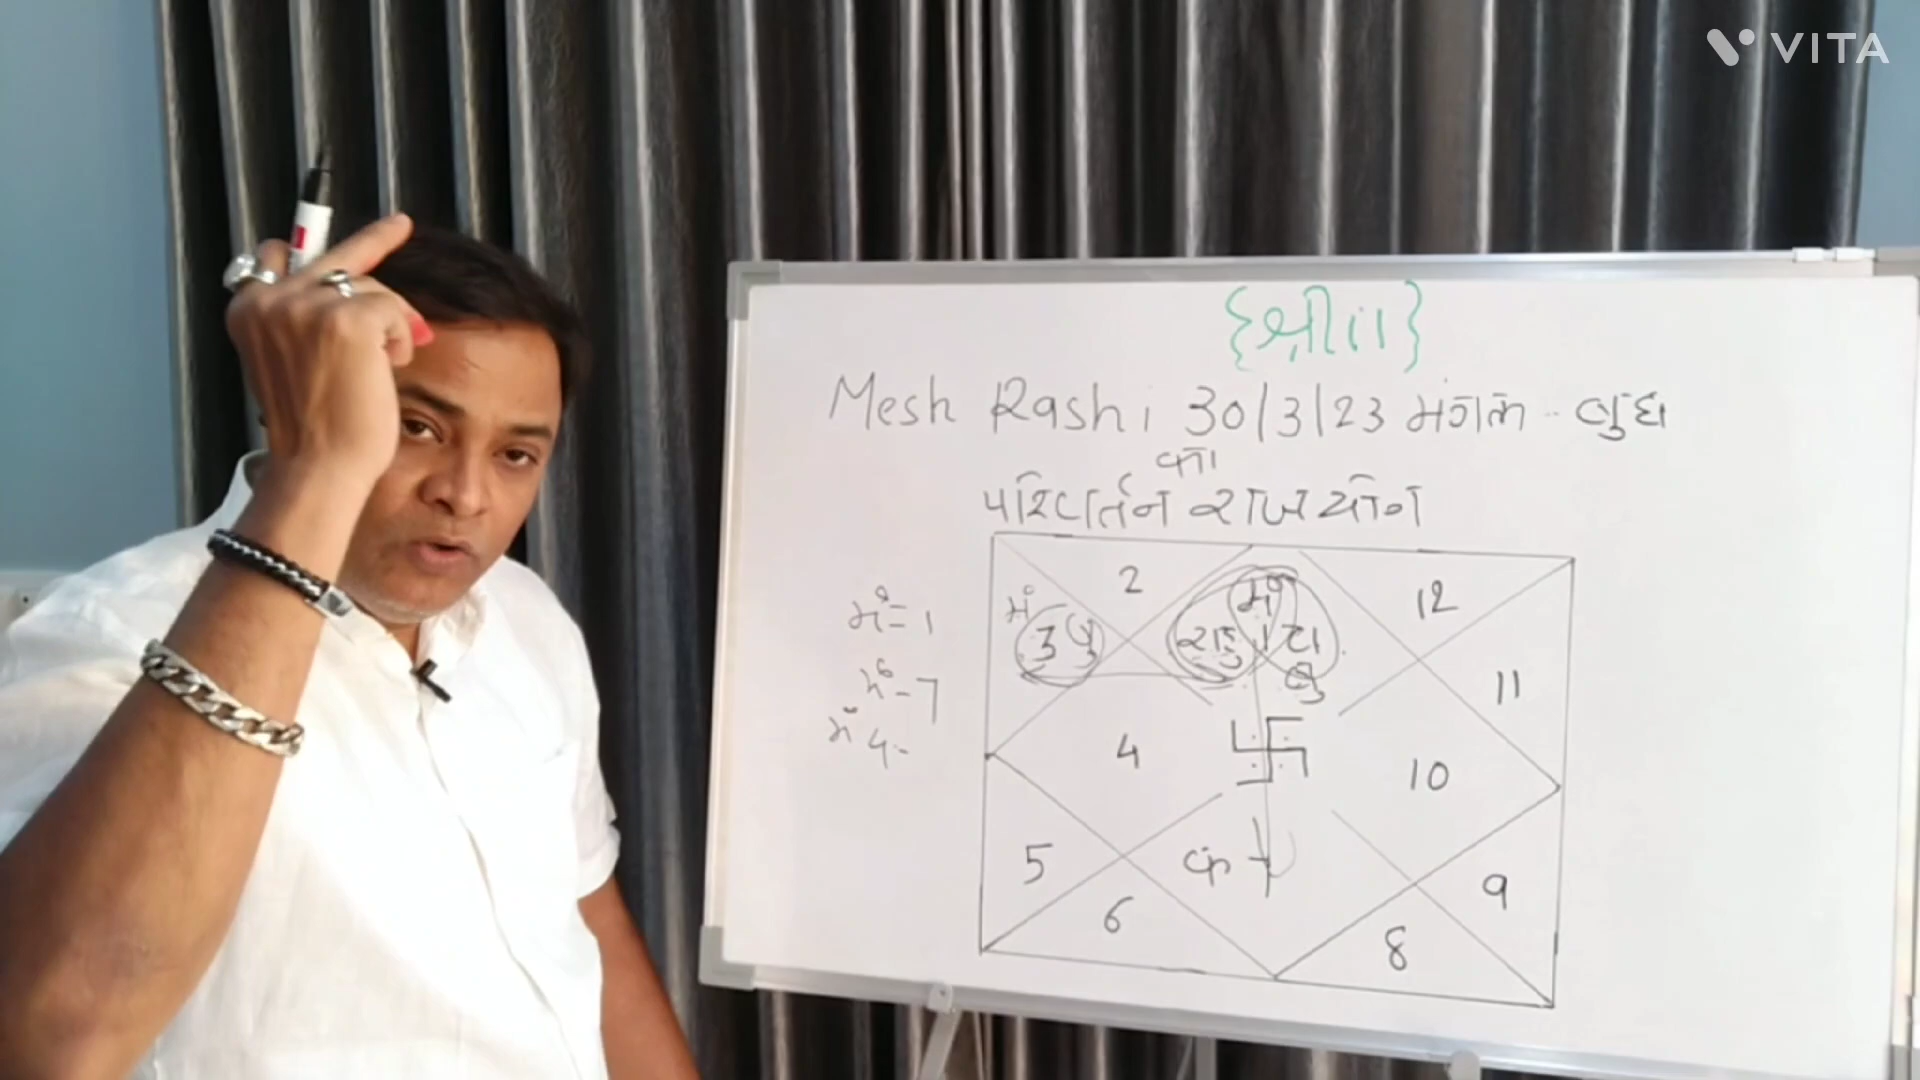 VITA
{श्री।।}
Mesh Rashi 30/3/23 मंगल - बुध
का
परिवर्तन राजयोग
2
मं
12
मं = 1
मं
3
राहु 1
11
मं - 7
बु
मं 4
4
10
5
के
9
6
8